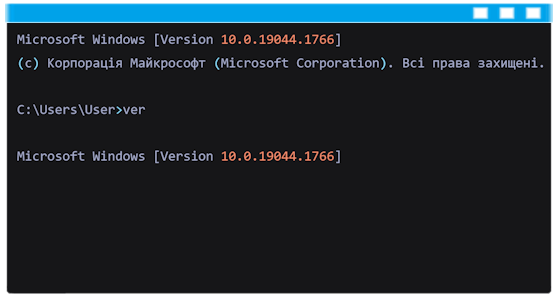 Microsoft Windows [Version 10.0.19044.1766]
(c) Корпорація Майкрософт (Microsoft Corporation). Всі права захищені.
C:\Users\User>ver
Microsoft Windows [Version 10.0.19044.1766]